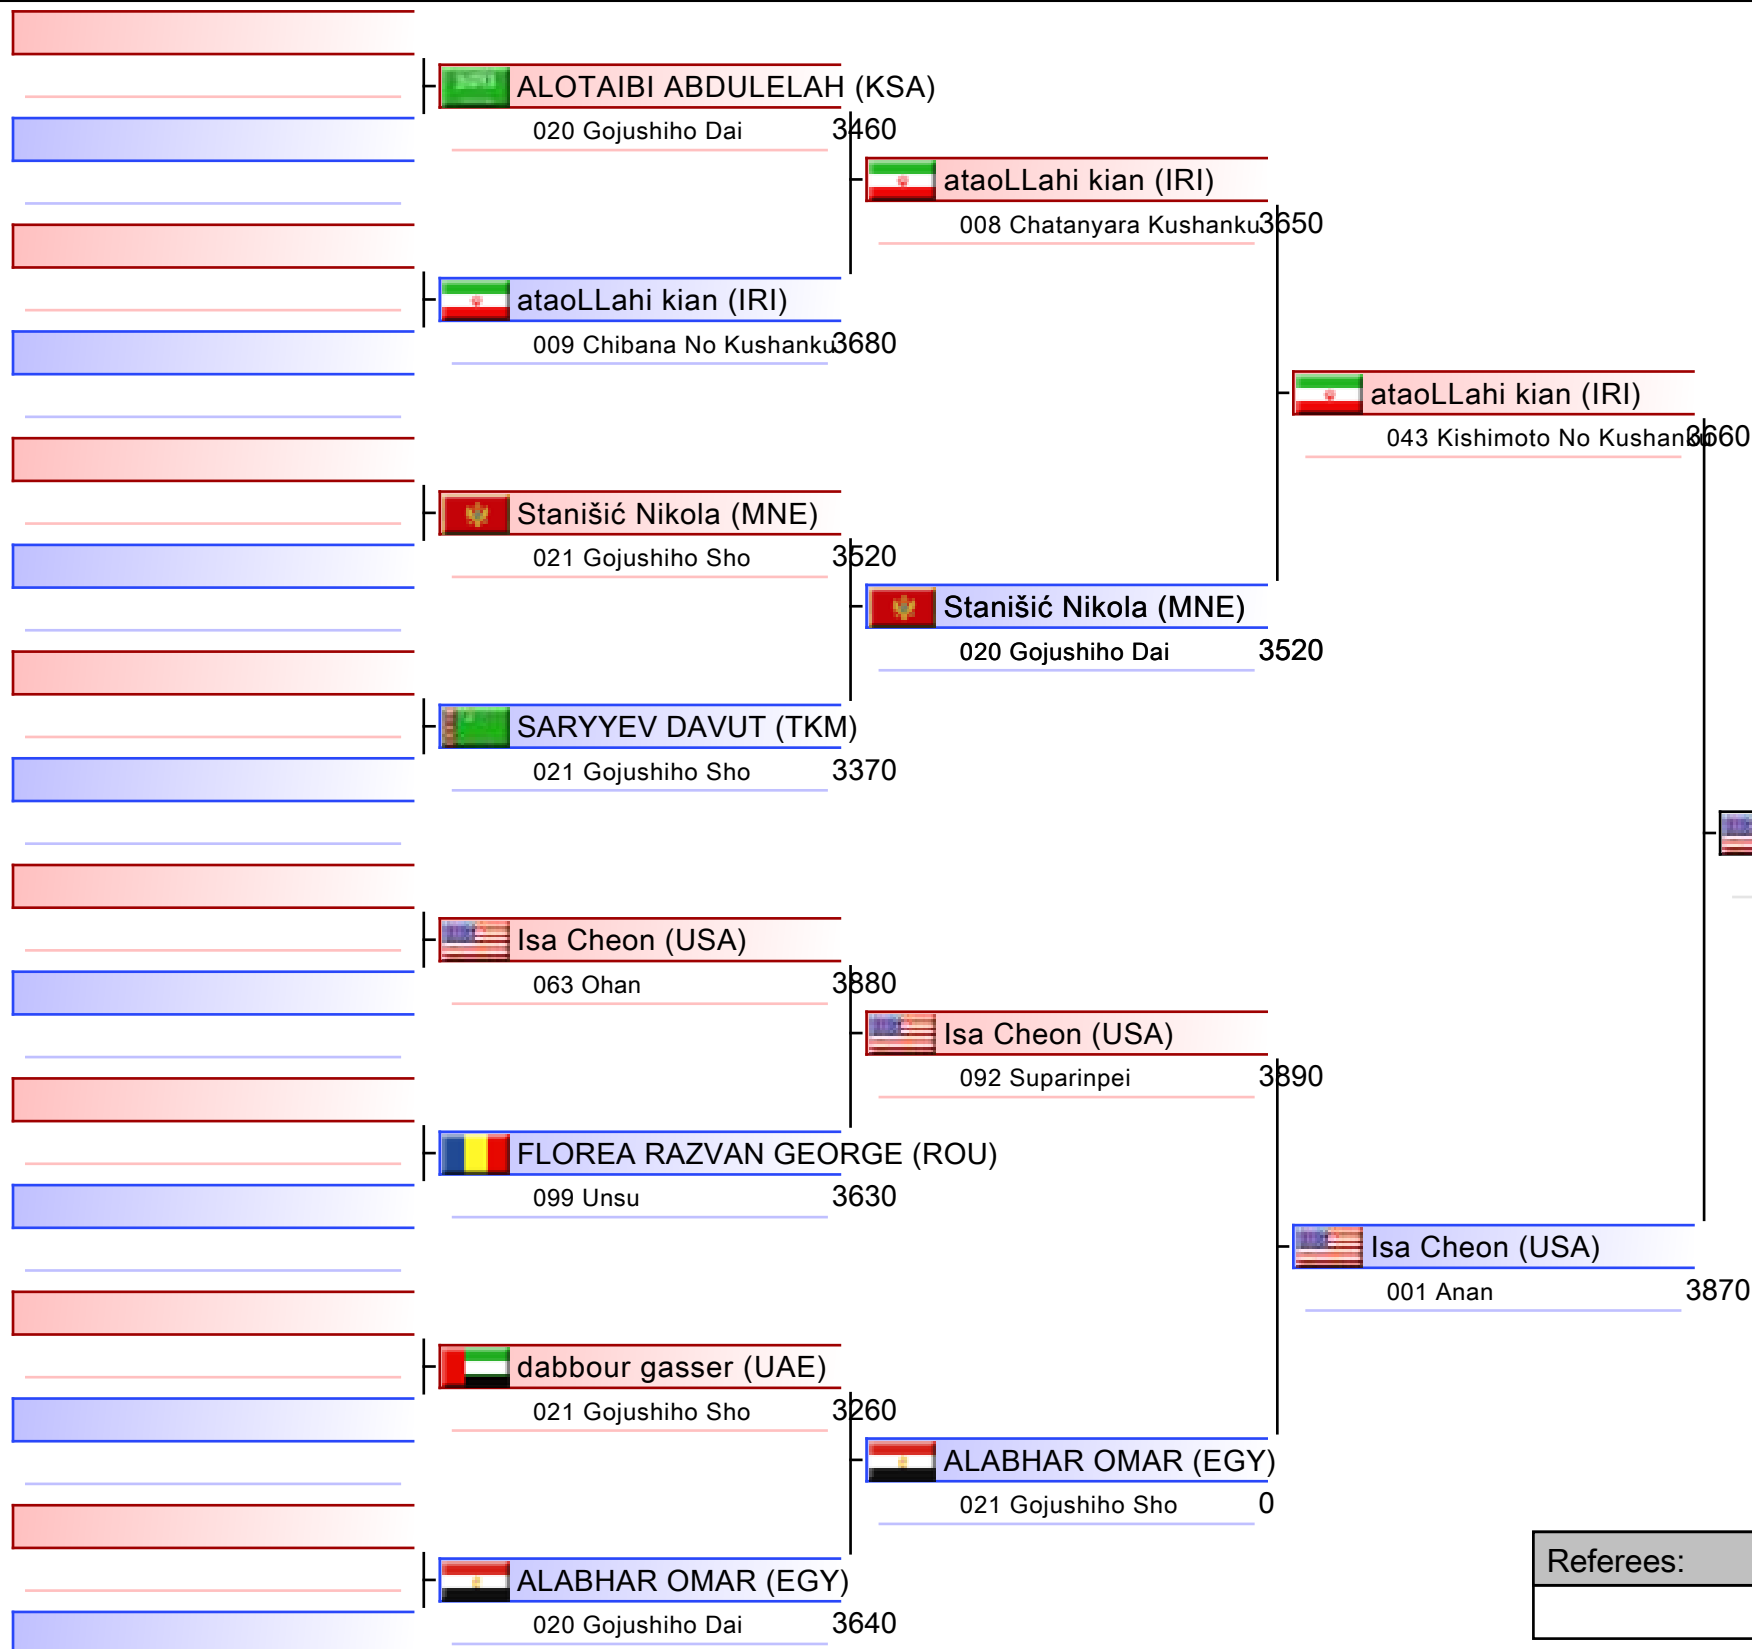 ALOTAIBI ABDULELAH (KSA)
020 Gojushiho Dai 3460
ataoLLahi kian (IRI)
008 Chatanyara Kushanku 3650
ataoLLahi kian (IRI)
009 Chibana No Kushanku 3680
ataoLLahi kian (IRI)
043 Kishimoto No Kushanku 3660
Stanišić Nikola (MNE)
021 Gojushiho Sho 3520
Stanišić Nikola (MNE)
020 Gojushiho Dai 3520
SARYYEV DAVUT (TKM)
021 Gojushiho Sho 3370
Isa Cheon (USA)
063 Ohan 3880
Isa Cheon (USA)
092 Suparinpei 3890
FLOREA RAZVAN GEORGE (ROU)
099 Unsu 3630
Isa Cheon (USA)
001 Anan 3870
dabbour gasser (UAE)
021 Gojushiho Sho 3260
ALABHAR OMAR (EGY)
021 Gojushiho Sho 0
ALABHAR OMAR (EGY)
020 Gojushiho Dai 3640
Referees: